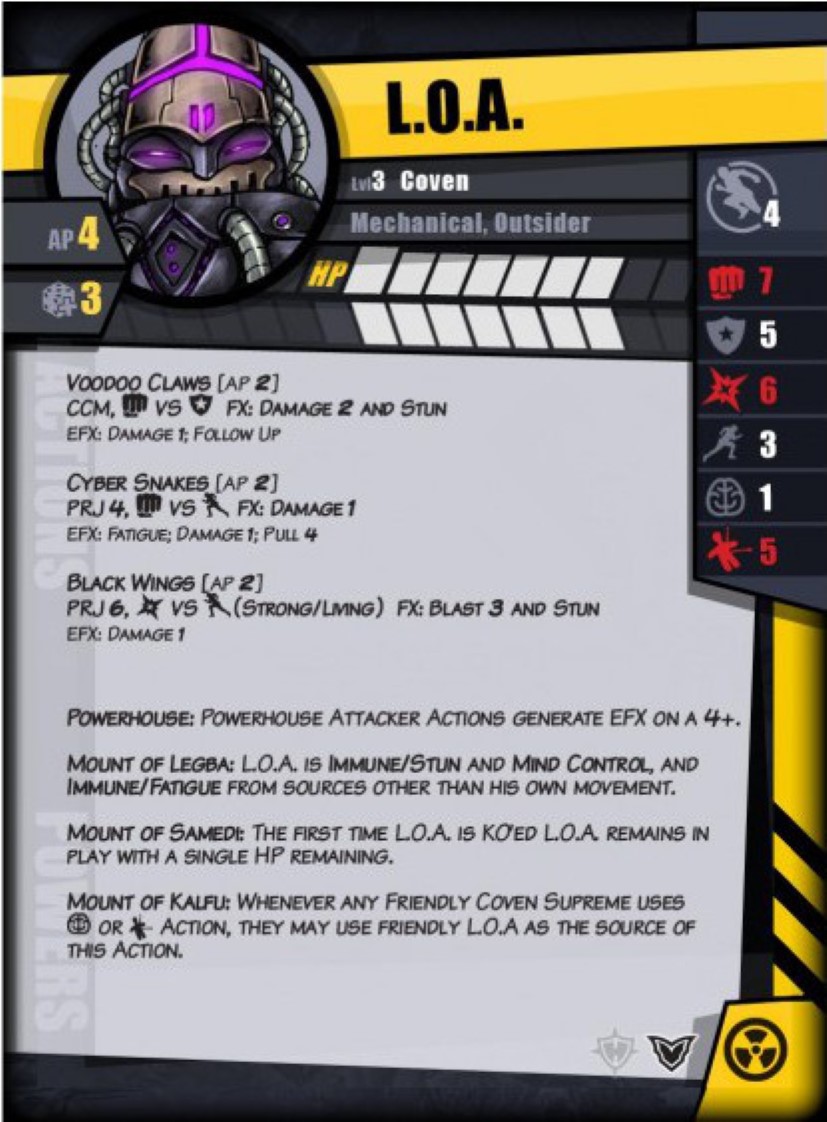 L.O.A.
Lvl3 Coven
Mechanical, Outsider
AP 4
3
HP
4
7
5
6
3
1
5
ACTIONS
VOODOO CLAWS [AP 2]
CCM, VS FX: DAMAGE 2 AND STUN
EFX: DAMAGE 1; FOLLOW UP
CYBER SNAKES [AP 2]
PRJ 4, VS FX: DAMAGE 1
EFX: FATIGUE; DAMAGE 1; PULL 4
BLACK WINGS [AP 2]
PRJ 6, VS (STRONG/LIVING) FX: BLAST 3 AND STUN
EFX: DAMAGE 1
POWERS
POWERHOUSE: POWERHOUSE ATTACKER ACTIONS GENERATE EFX ON A 4+.
MOUNT OF LEGBA: L.O.A. IS IMMUNE/STUN AND MIND CONTROL, AND
IMMUNE/FATIGUE FROM SOURCES OTHER THAN HIS OWN MOVEMENT.
MOUNT OF SAMEDI: THE FIRST TIME L.O.A. IS KO'ED L.O.A. REMAINS IN
PLAY WITH A SINGLE HP REMAINING.
MOUNT OF KALFU: WHENEVER ANY FRIENDLY COVEN SUPREME USES
OR ACTION, THEY MAY USE FRIENDLY L.O.A AS THE SOURCE OF
THIS ACTION.